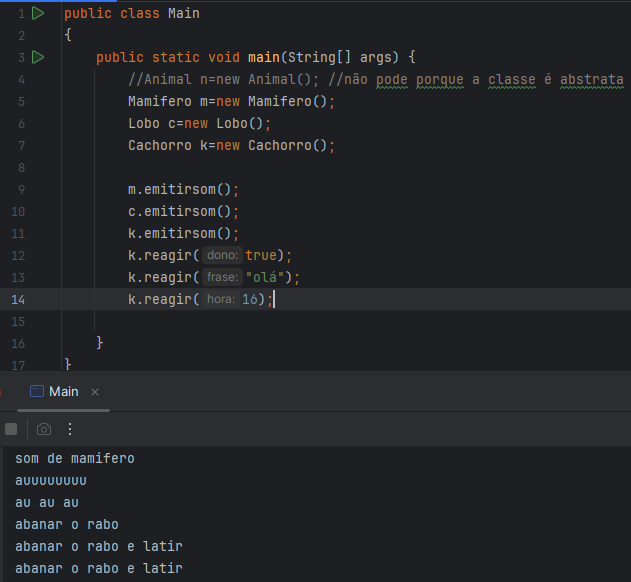 1 public class Main
2 {
3 public static void main(String[] args) {
4 //Animal n=new Animal(); //não pode porque a classe é abstrata
5 Mamifero m=new Mamifero();
6 Lobo c=new Lobo();
7 Cachorro k=new Cachorro();
8
9 m.emitirsom();
10 c.emitirsom();
11 k.emitirsom();
12 k.reagir( dono: true);
13 k.reagir( frase: "olá");
14 k.reagir( hora: 16);
15
16 }
17 }
Main ×
som de mamifero
auuuuuuuu
au au au
abanar o rabo
abanar o rabo e latir
abanar o rabo e latir